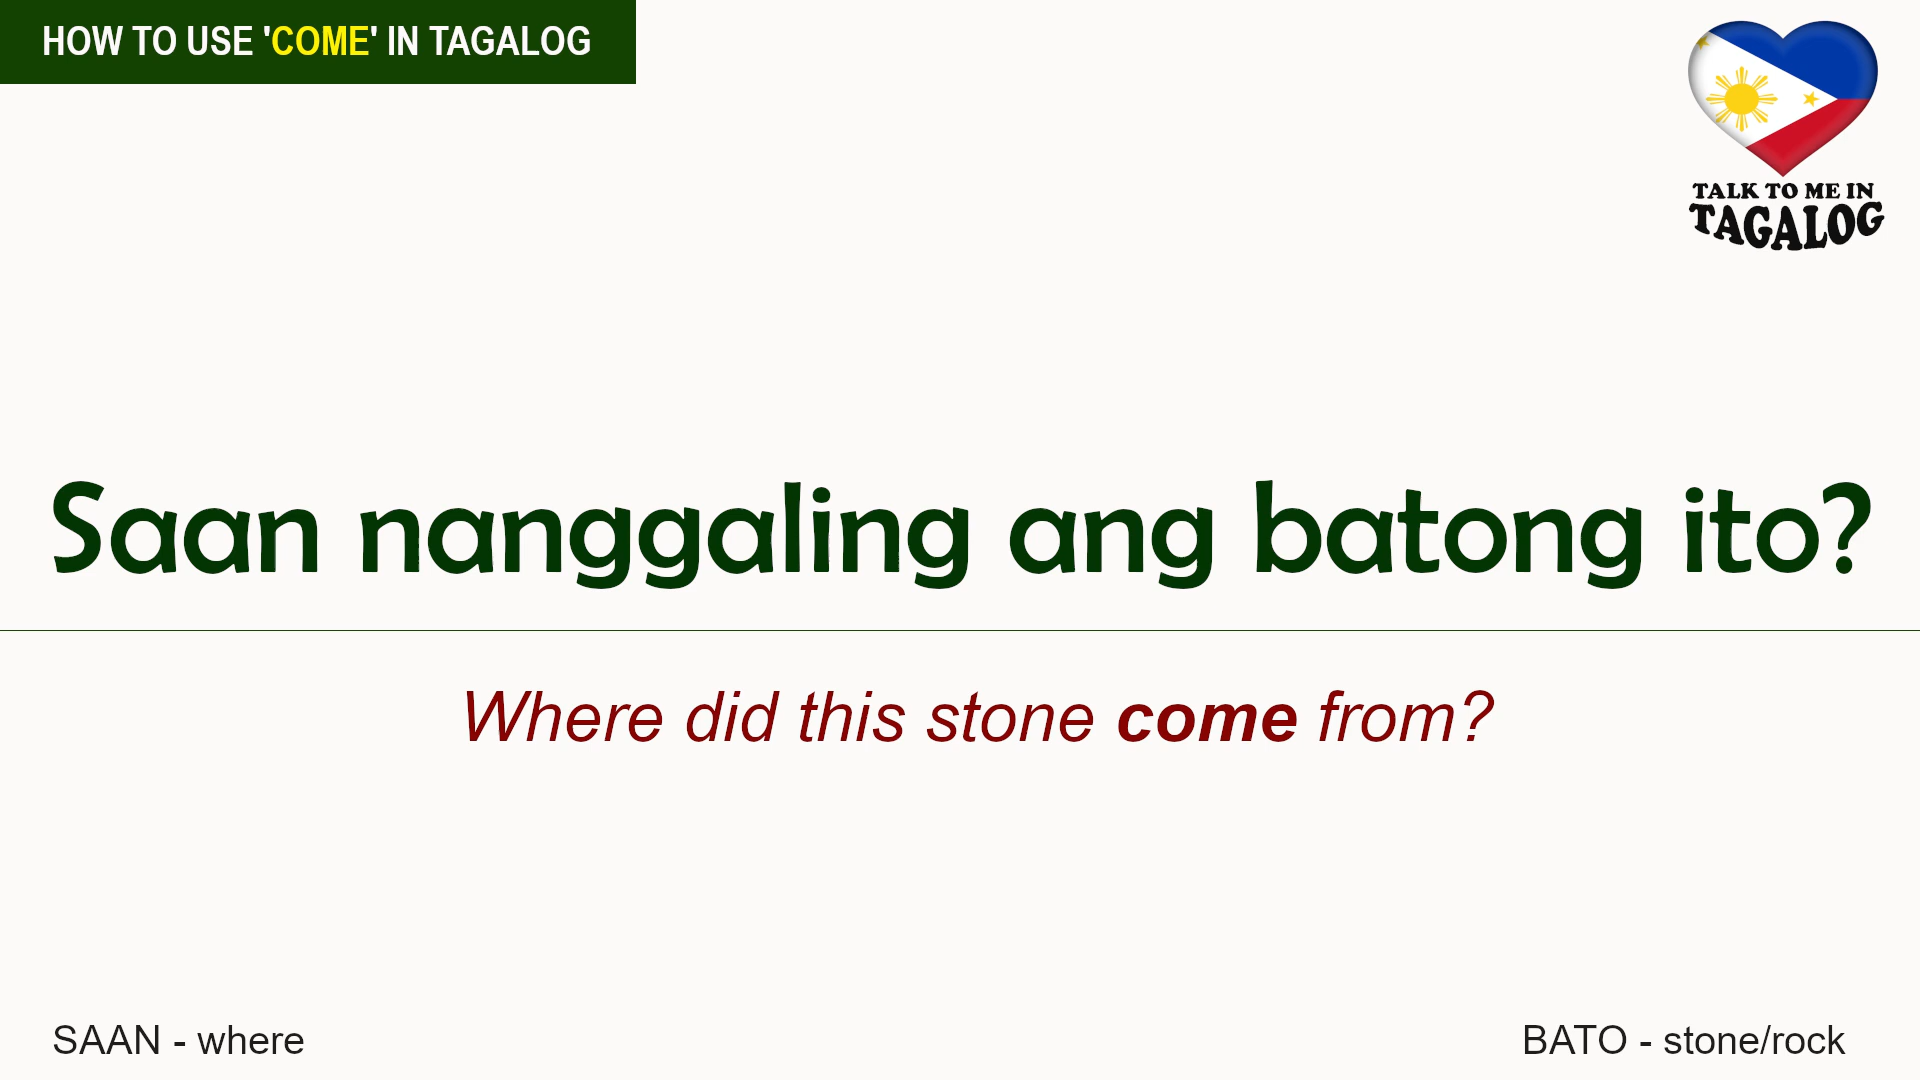 HOW TO USE 'COME' IN TAGALOG
TALK TO ME IN
TAGALOG
Saan nanggaling ang batong ito?
Where did this stone come from?
SAAN - where
BATO - stone/rock